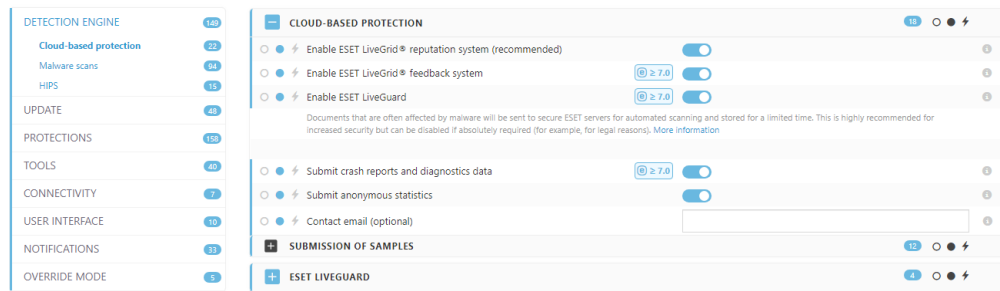 DETECTION ENGINE 149
Cloud-based protection 22
Malware scans 94
HIPS 15
UPDATE 48
PROTECTIONS 158
TOOLS 40
CONNECTIVITY 7
USER INTERFACE 10
NOTIFICATIONS 33
OVERRIDE MODE 5
CLOUD-BASED PROTECTION 18
Enable ESET LiveGrid® reputation system (recommended)
Enable ESET LiveGrid® feedback system ≥ 7.0
Enable ESET LiveGuard ≥ 7.0
Documents that are often affected by malware will be sent to secure ESET servers for automated scanning and stored for a limited time. This is highly recommended for
increased security but can be disabled if absolutely required (for example, for legal reasons). More information
Submit crash reports and diagnostics data ≥ 7.0
Submit anonymous statistics
Contact email (optional)
SUBMISSION OF SAMPLES 12
ESET LIVEGUARD 4